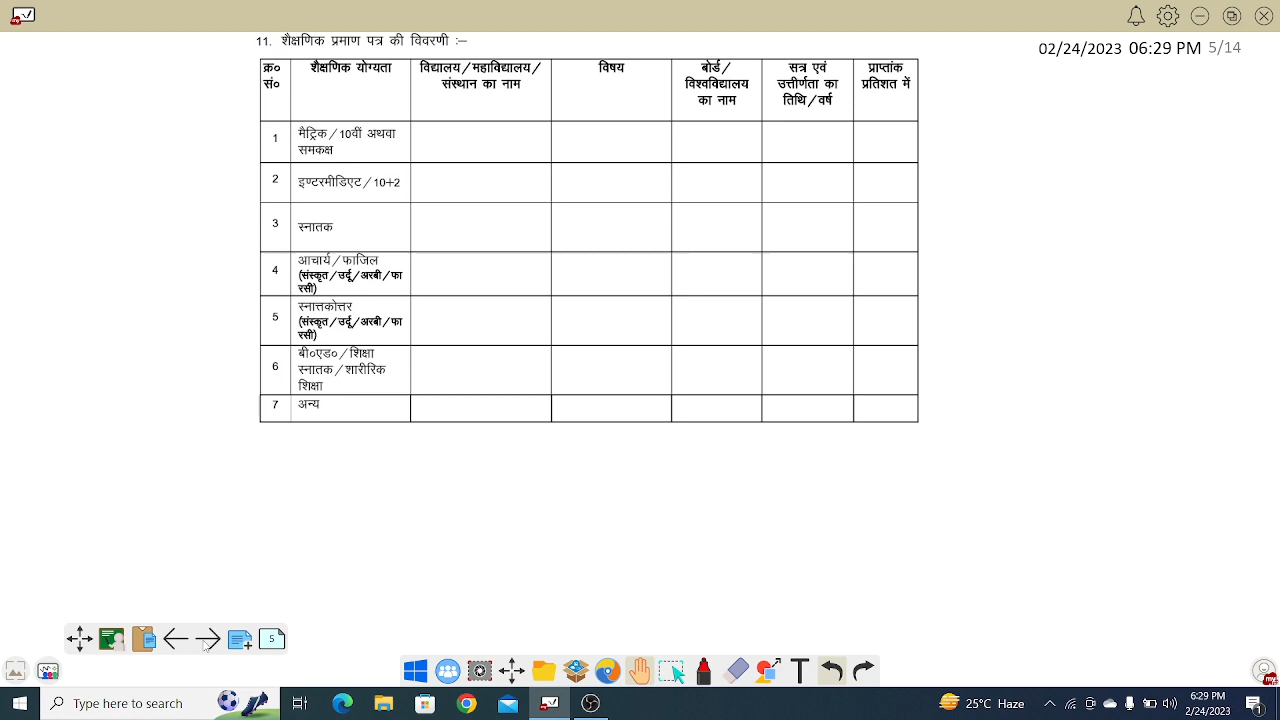 02/24/2023 06:29 PM 5/14
11. शैक्षणिक प्रमाण पत्र की विवरणी :–
क्र० सं०
शैक्षणिक योग्यता
विद्यालय/महाविद्यालय/
संस्थान का नाम
विषय
बोर्ड/
विश्वविद्यालय
का नाम
सत्र एवं
उत्तीर्णता का
तिथि/वर्ष
प्राप्तांक
प्रतिशत में
1
मैट्रिक/10वीं अथवा
समकक्ष
2
इण्टरमीडिएट/10+2
3
स्नातक
4
आचार्य/फाजिल
(संस्कृत/उर्दू/अरबी/फा
रसी)
5
स्नात्तकोत्तर
(संस्कृत/उर्दू/अरबी/फा
रसी)
6
बी०एड०/शिक्षा
स्नातक/शारीरिक
शिक्षा
7
अन्य
5
Type here to search
25°C Haze
6:29 PM
2/24/2023